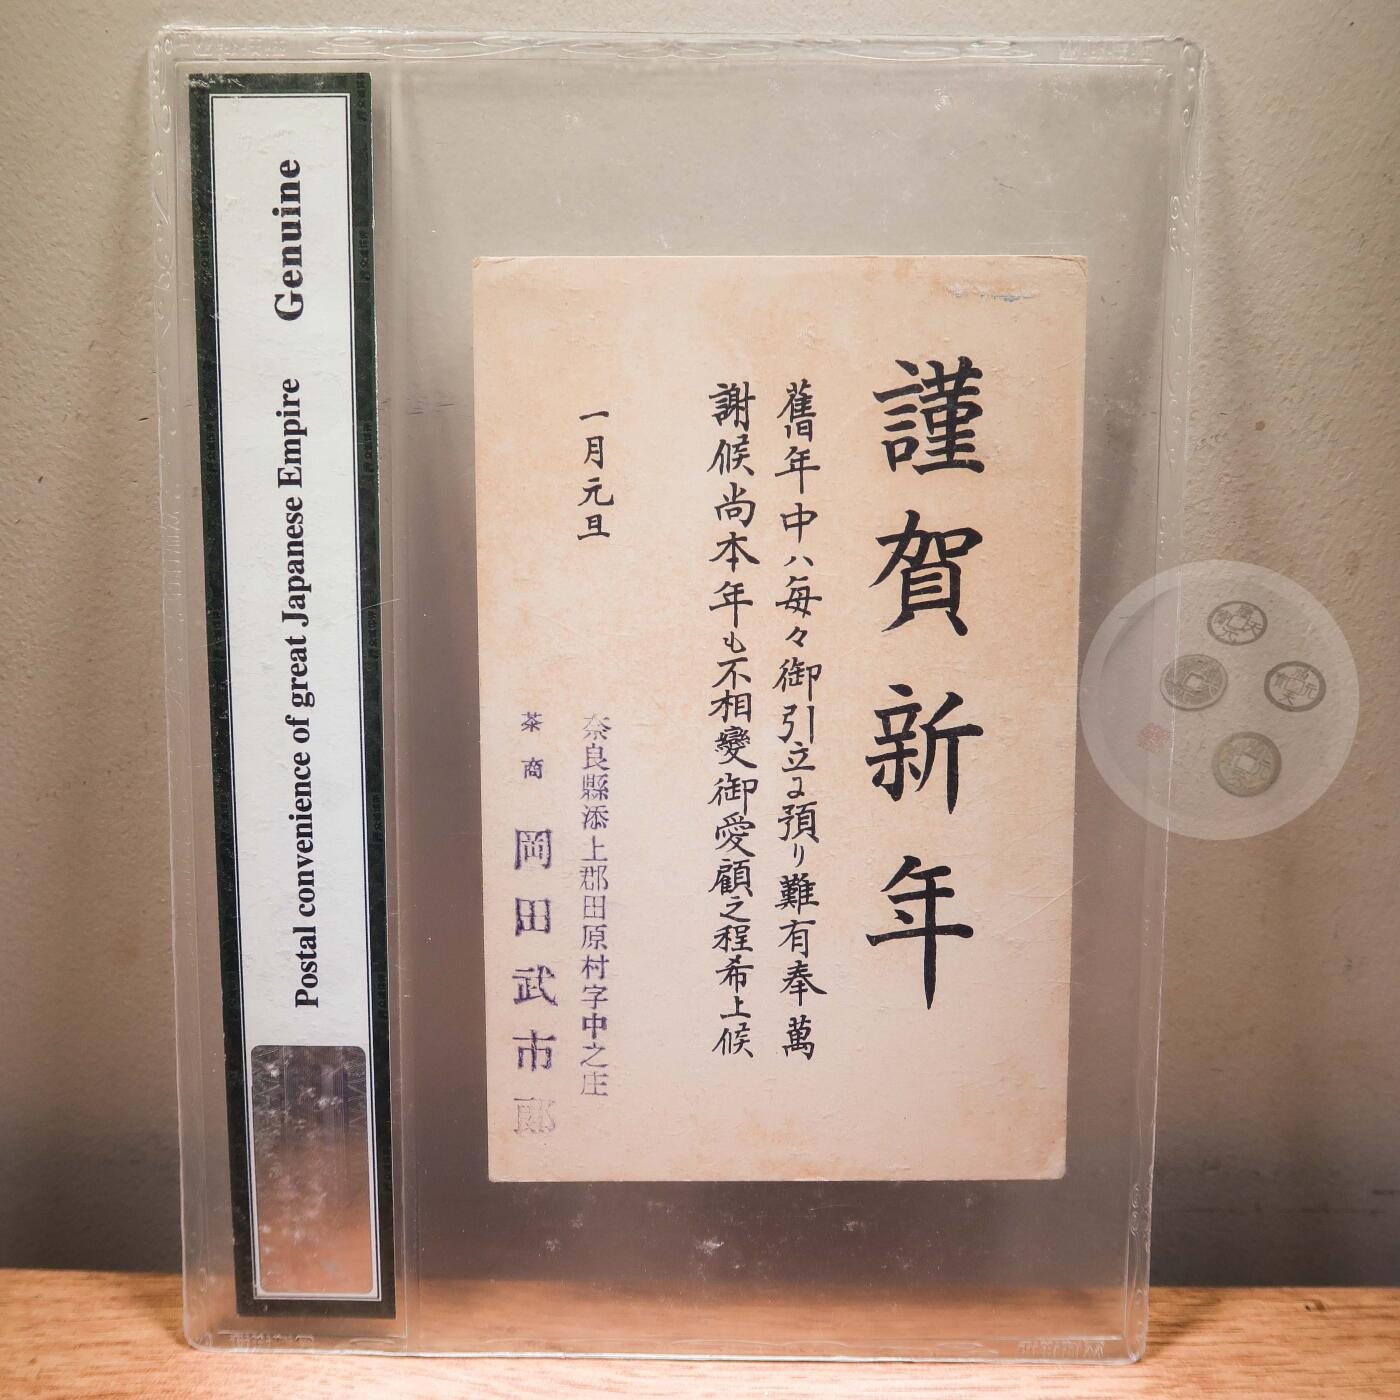 Genuine
Postal convenience of great Japanese Empire
謹賀新年
舊年中ハ毎々御引立ニ預リ難有奉萬
謝候尚本年も不相變御愛顧之程希上候
一月元旦
奈良縣添上郡田原村字中之庄
茶商 岡田武市郎